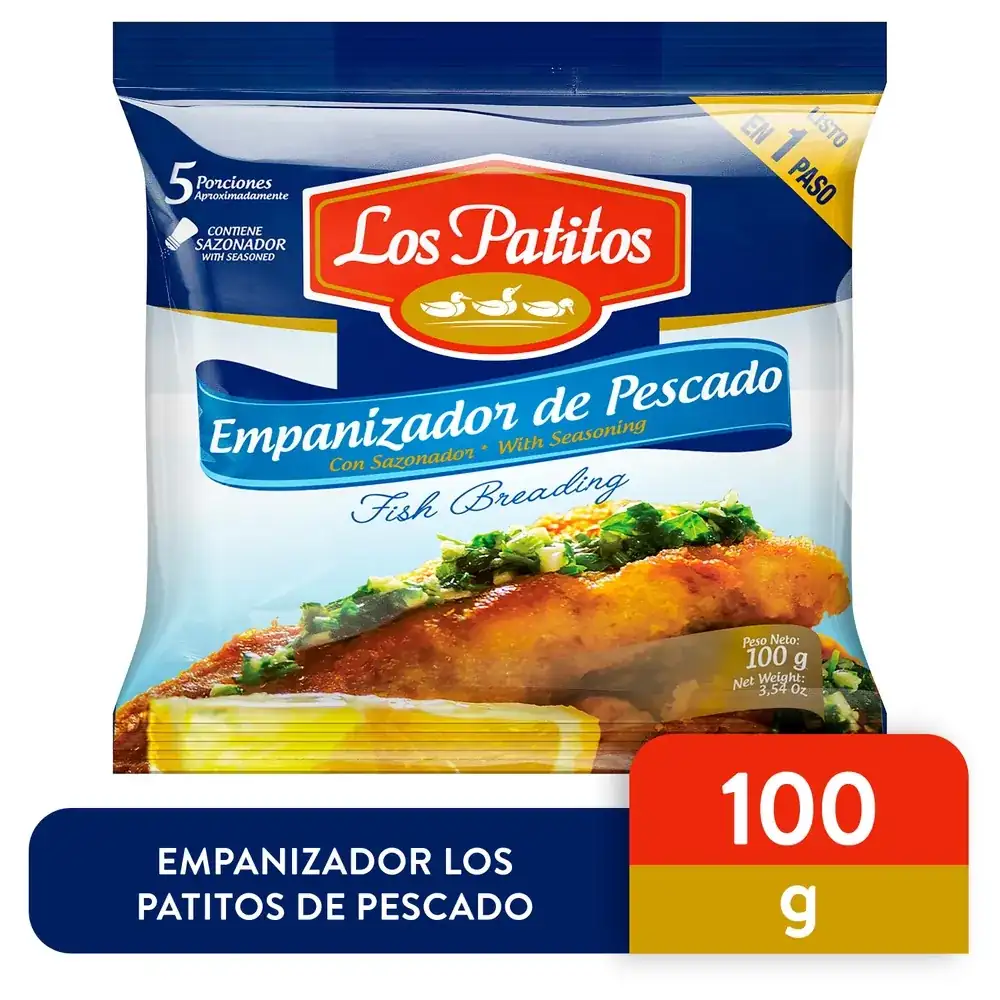 LISTO
EN 1 PASO
5 Porciones
Aproximadamente
CONTIENE
SAZONADOR
WITH SEASONED
Los Patitos
Empanizador de Pescado
Con Sazonador • With Seasoning
Fish Breading
Peso Neto:
100 g
Net Weight:
3,54 Oz
EMPANIZADOR LOS
PATITOS DE PESCADO
100
g